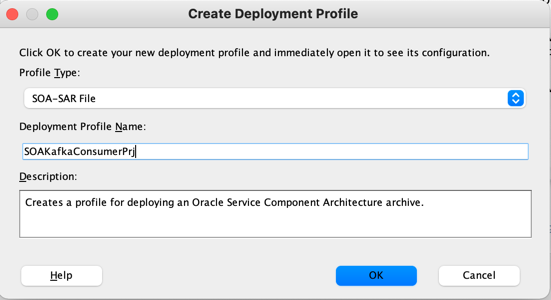 Create Deployment Profile
Click OK to create your new deployment profile and immediately open it to see its configuration.
Profile Type:
SOA-SAR File
Deployment Profile Name:
SOAKafkaConsumerPrj
Description:
Creates a profile for deploying an Oracle Service Component Architecture archive.
Help
OK
Cancel